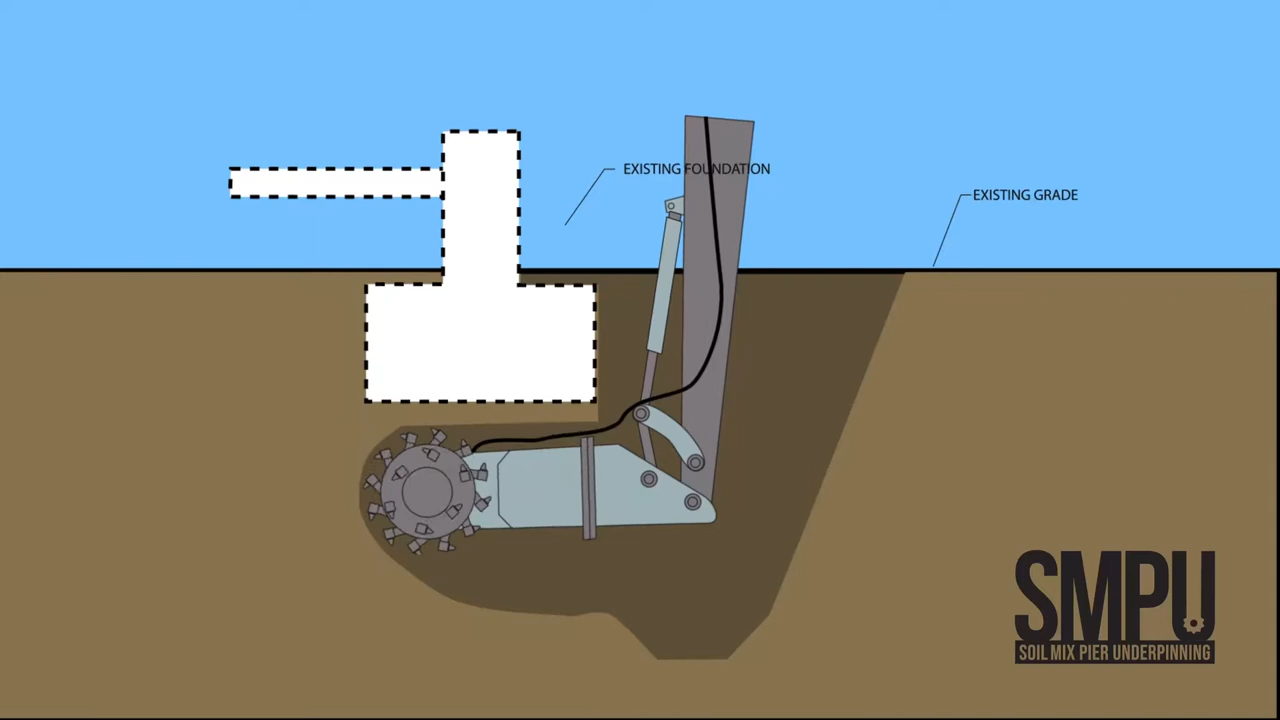 EXISTING FOUNDATION
EXISTING GRADE
SMPU
SOIL MIX PIER UNDERPINNING